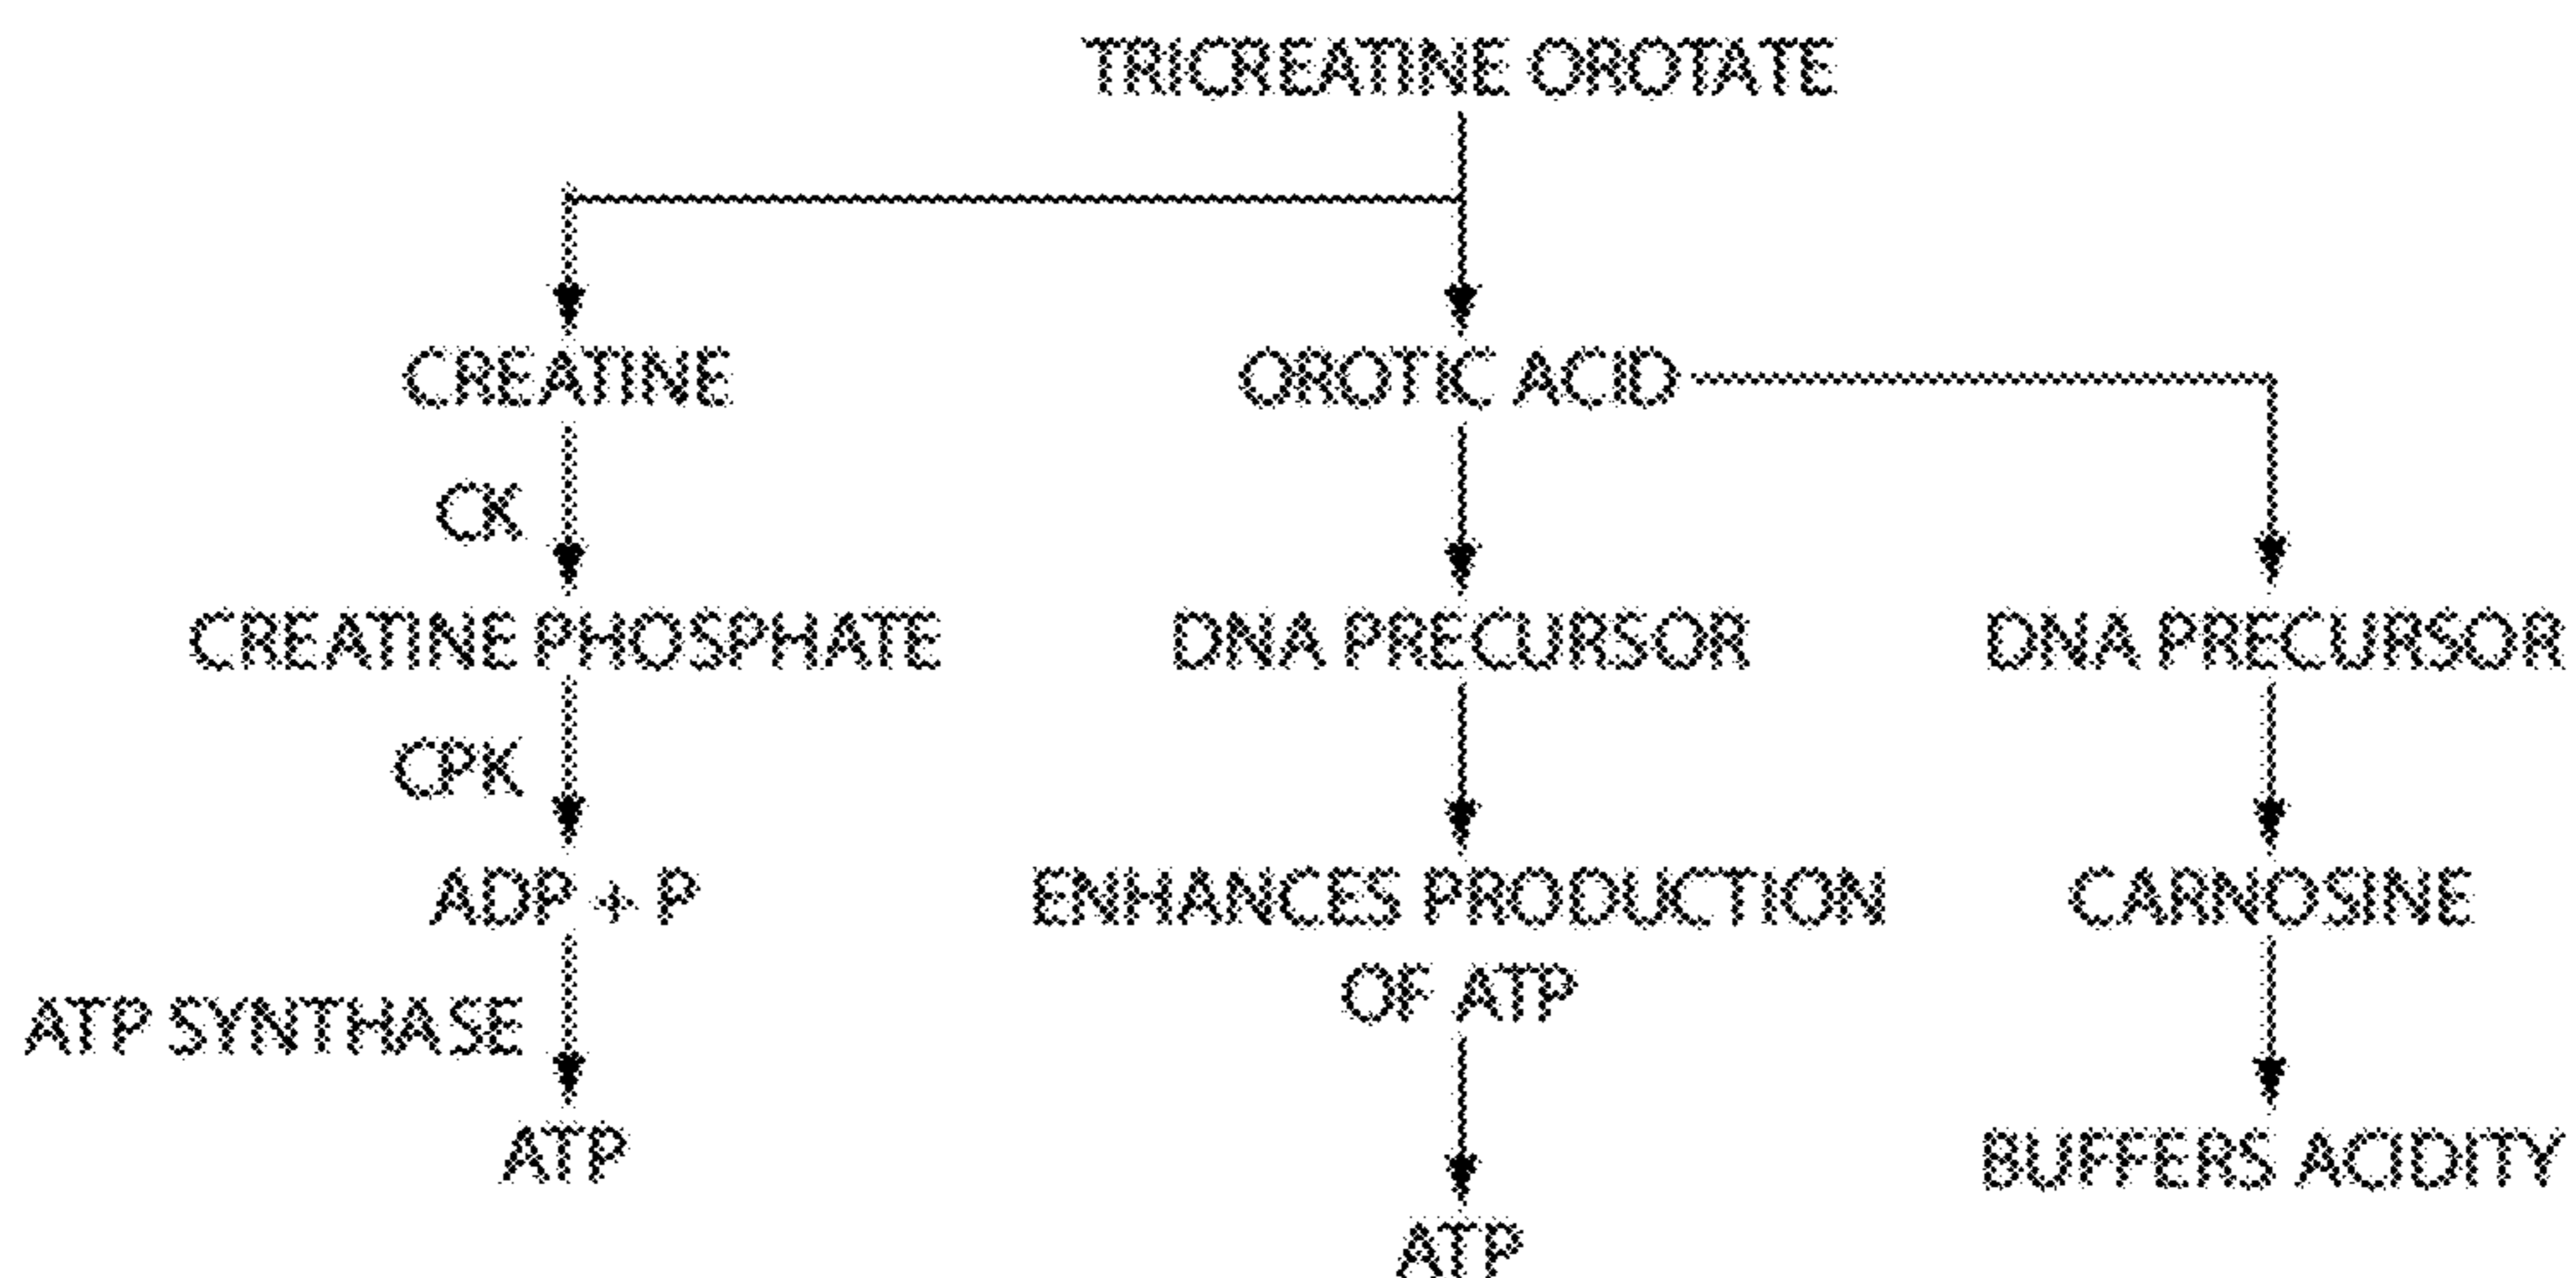 TRICREATINE OROTATE
CREATINE
OROTIC ACID
CK
CREATINE PHOSPHATE
DNA PRECURSOR
DNA PRECURSOR
CPK
ADP + P
ENHANCES PRODUCTION
OF ATP
CARNOSINE
ATP SYNTHASE
ATP
BUFFERS ACIDITY
ATP